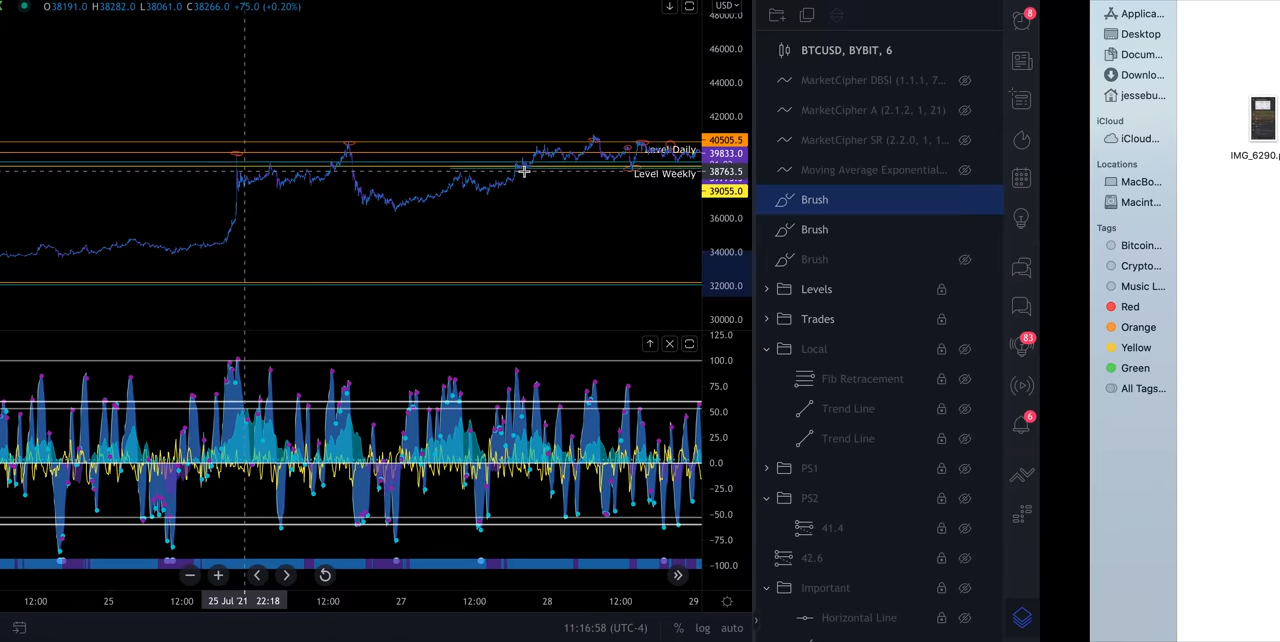 O38191.0 H38282.0 L38061.0 C38266.0 +75.0 (+0.20%)
USD
48000.0
46000.0
44000.0
42000.0
40505.5
Level Daily
39833.0
38763.5
Level Weekly
39055.0
36000.0
34000.0
32000.0
30000.0
125.0
100.0
75.0
50.0
25.0
0.0
-25.0
-50.0
-75.0
-100.0
12:00
25
12:00
25 Jul '21 22:18
12:00
27
12:00
28
12:00
29
11:16:58 (UTC-4)
%
log
auto
BTCUSD, BYBIT, 6
MarketCipher DBSI (1.1.1, 7...
MarketCipher A (2.1.2, 1, 21)
MarketCipher SR (2.2.0, 1, 1...
Moving Average Exponential...
Brush
Brush
Brush
Levels
Trades
Local
Fib Retracement
Trend Line
Trend Line
PS1
PS2
41.4
42.6
Important
Horizontal Line
8
83
6
Applica...
Desktop
Docum...
Downlo...
jessebu...
iCloud
iCloud...
Locations
MacBo...
Macint...
Tags
Bitcoin...
Crypto...
Music L...
Red
Orange
Yellow
Green
All Tags...
IMG_6290.p